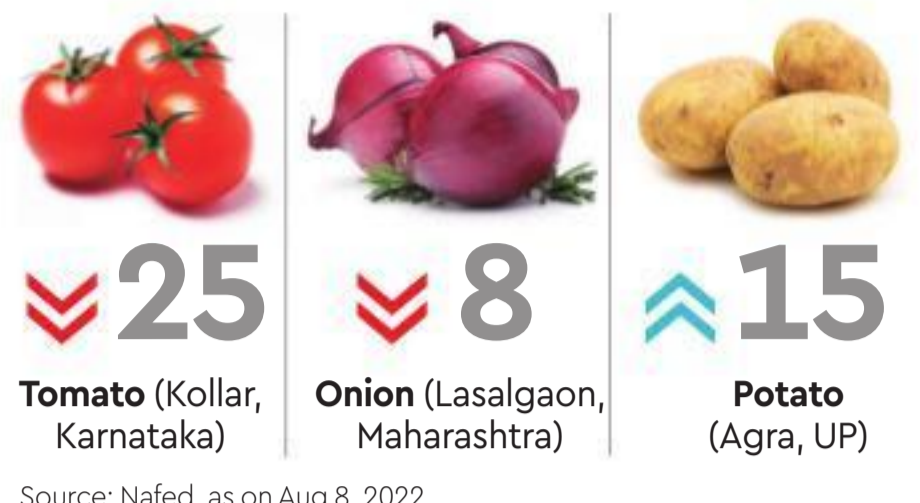 25
Tomato (Kollar,
Karnataka)
8
Onion (Lasalgaon,
Maharashtra)
15
Potato
(Agra, UP)
Source: Nafed, as on Aug 8, 2022